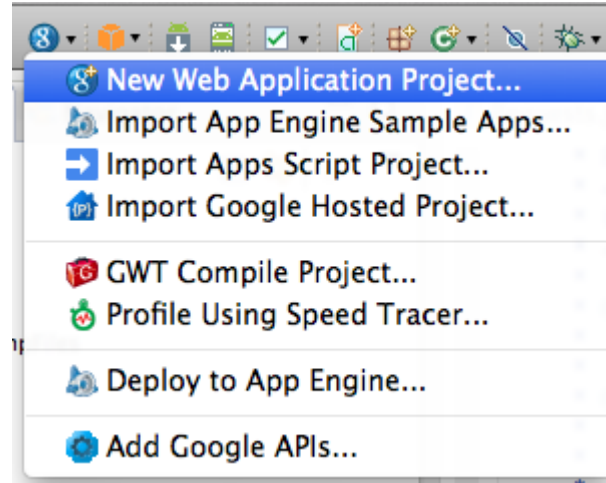 New Web Application Project...
Import App Engine Sample Apps...
Import Apps Script Project...
Import Google Hosted Project...
GWT Compile Project...
Profile Using Speed Tracer...
Deploy to App Engine...
Add Google APIs...